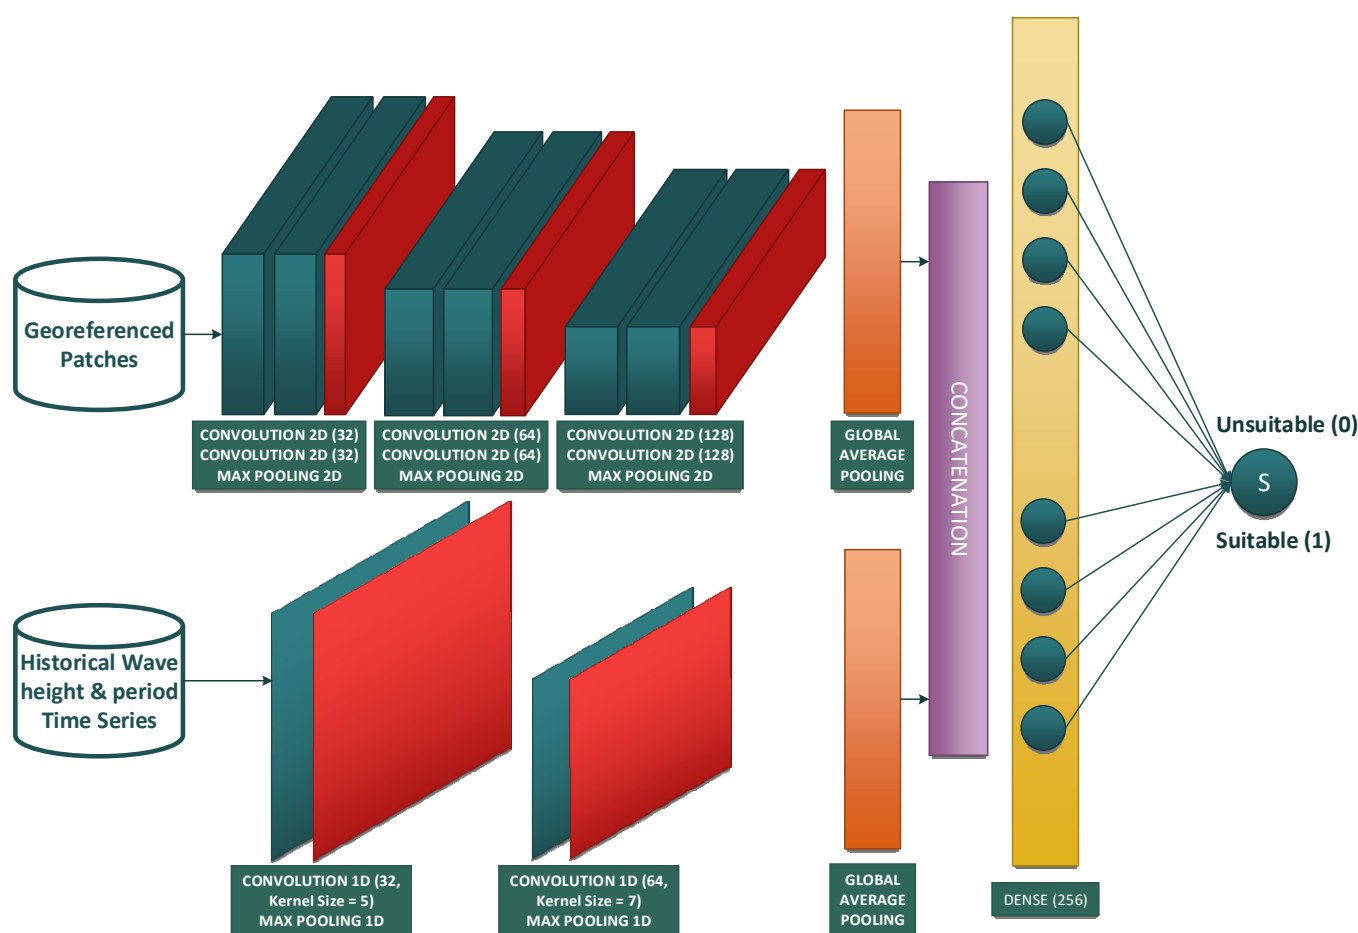 Georeferenced
Patches
CONVOLUTION 2D (32)
CONVOLUTION 2D (32)
MAX POOLING 2D
CONVOLUTION 2D (64)
CONVOLUTION 2D (64)
MAX POOLING 2D
CONVOLUTION 2D (128)
CONVOLUTION 2D (128)
MAX POOLING 2D
GLOBAL
AVERAGE
POOLING
CONCATENATION
Unsuitable (0)
S
Suitable (1)
Historical Wave
height & period
Time Series
CONVOLUTION 1D (32,
Kernel Size = 5)
MAX POOLING 1D
CONVOLUTION 1D (64,
Kernel Size = 7)
MAX POOLING 1D
GLOBAL
AVERAGE
POOLING
DENSE (256)